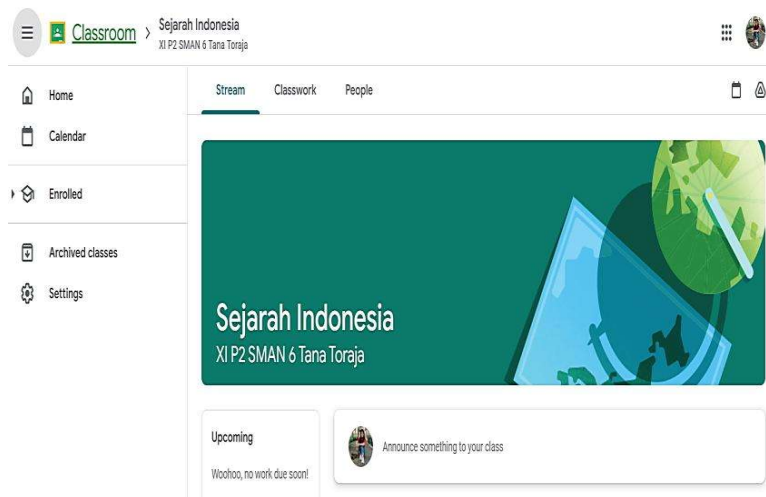 Classroom > Sejarah Indonesia
XI P2 SMAN 6 Tana Toraja
Home
Calendar
Enrolled
Archived classes
Settings
Stream Classwork People
Sejarah Indonesia
XI P2 SMAN 6 Tana Toraja
Upcoming
Woohoo, no work due soon!
Announce something to your class